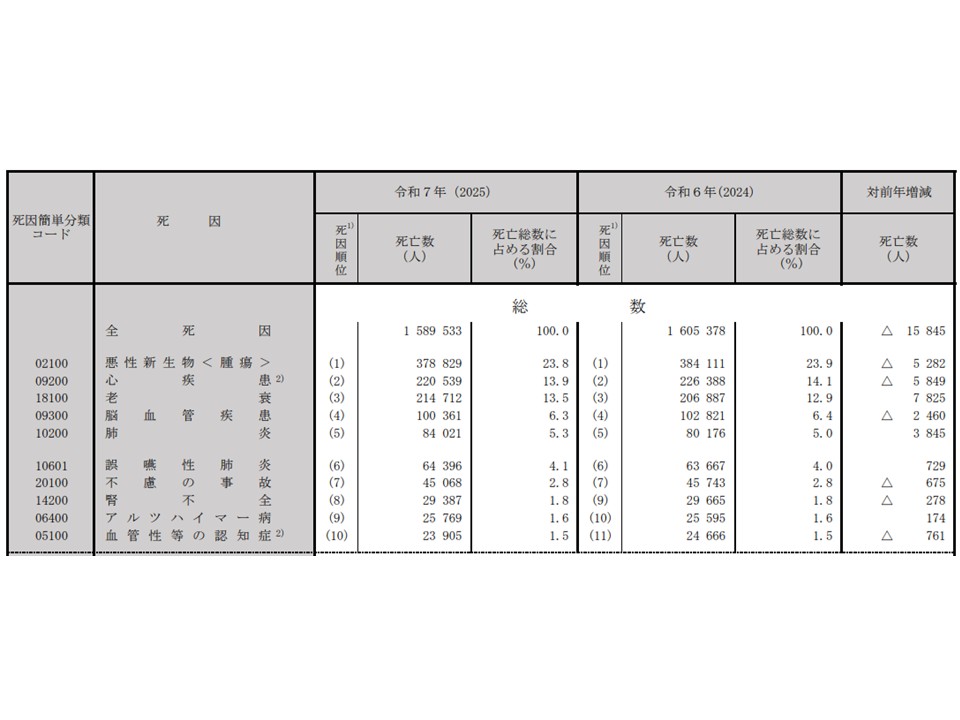 死因簡単分類コード 死因 令和７年（2025） 令和６年(2024) 対前年増減
死因順位1) 死亡数（人） 死亡総数に占める割合（%） 死因順位1) 死亡数（人） 死亡総数に占める割合（%） 死亡数（人）
総数
全死因 1 589 533 100.0 1 605 378 100.0 △ 15 845
02100 悪性新生物＜腫瘍＞ (1) 378 829 23.8 (1) 384 111 23.9 △ 5 282
09200 心疾患2) (2) 220 539 13.9 (2) 226 388 14.1 △ 5 849
18100 老衰 (3) 214 712 13.5 (3) 206 887 12.9 7 825
09300 脳血管疾患 (4) 100 361 6.3 (4) 102 821 6.4 △ 2 460
10200 肺炎 (5) 84 021 5.3 (5) 80 176 5.0 3 845
10601 誤嚥性肺炎 (6) 64 396 4.1 (6) 63 667 4.0 729
20100 不慮の事故 (7) 45 068 2.8 (7) 45 743 2.8 △ 675
14200 腎不全 (8) 29 387 1.8 (9) 29 665 1.8 △ 278
06400 アルツハイマー病 (9) 25 769 1.6 (10) 25 595 1.6 174
05100 血管性等の認知症2) (10) 23 905 1.5 (11) 24 666 1.5 △ 761